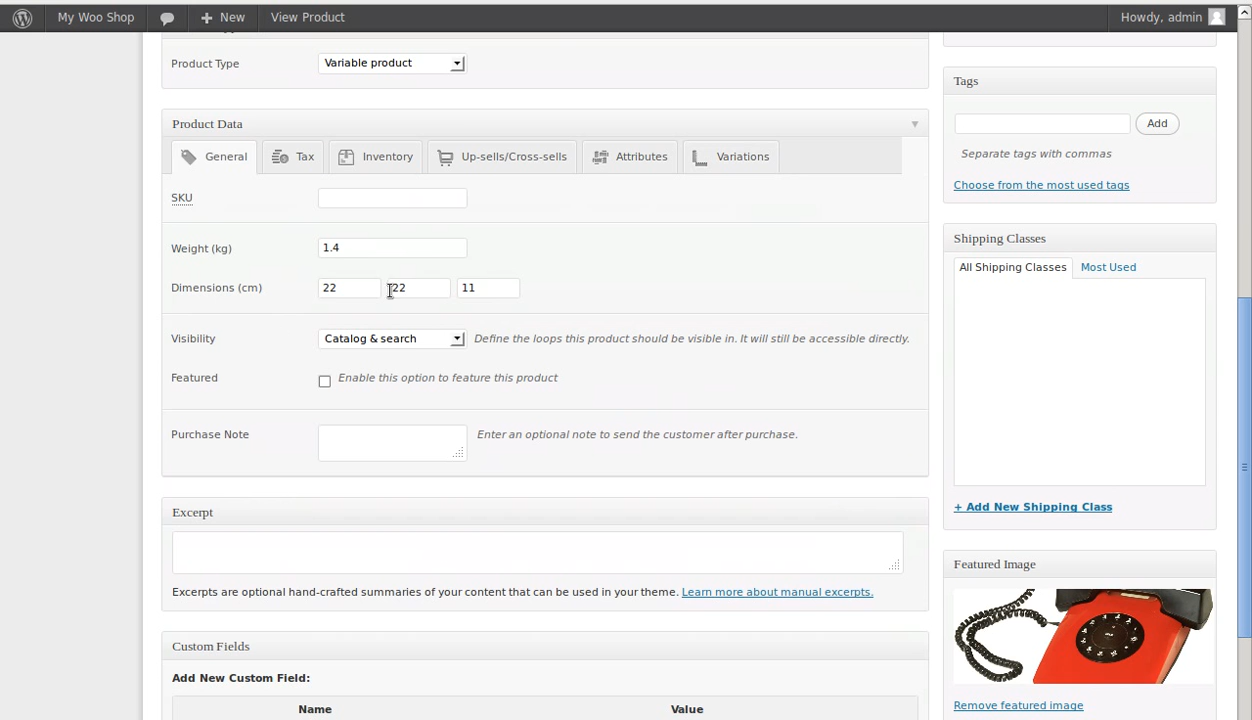 My Woo Shop New View Product Howdy, admin
Product Type Variable product
Product Data
General Tax Inventory Up-sells/Cross-sells Attributes Variations
SKU
Weight (kg) 1.4
Dimensions (cm) 22 22 11
Visibility Catalog & search Define the loops this product should be visible in. It will still be accessible directly.
Featured Enable this option to feature this product
Purchase Note Enter an optional note to send the customer after purchase.
Excerpt
Excerpts are optional hand-crafted summaries of your content that can be used in your theme. Learn more about manual excerpts.
Custom Fields
Add New Custom Field:
Name Value
Tags
Add
Separate tags with commas
Choose from the most used tags
Shipping Classes
All Shipping Classes Most Used
+ Add New Shipping Class
Featured Image
Remove featured image